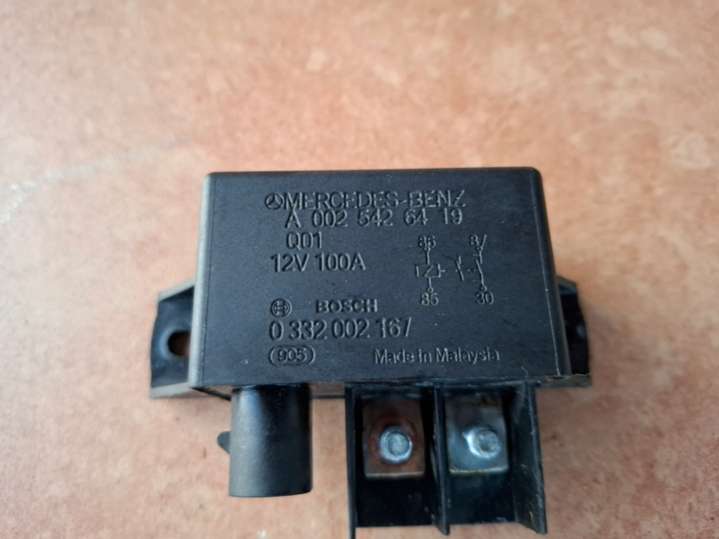 MERCEDES-BENZ
A 002 542 64 19
Q01
12V 100A
86 87
85 30
BOSCH
0 332 002 167
905
Made in Malaysia